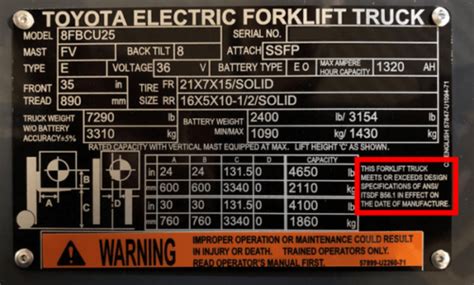 TOYOTA ELECTRIC FORKLIFT TRUCK
MODEL 8FBCU25 SERIAL NO.
MAST FV BACK TILT 8 ATTACH SSFP
TYPE E VOLTAGE 36 V BATTERY TYPE E O MAX AMPERE HOUR CAPACITY 1320 AH
FRONT 35 in TIRE FR 21X7X15/SOLID
TREAD 890 mm SIZE RR 16X5X10-1/2/SOLID
TRUCK WEIGHT 7290 lb BATTERY WEIGHT 2400 lb / 3154 lb
W/O BATTERY
ACCURACY±5% 3310 kg MIN/MAX 1090 kg / 1430 kg
RATED CAPACITY WITH VERTICAL MAST EQUIPPED AT MAX. LIFT HEIGHT 'C' AS SHOWN.
A B C D CAPACITY
in 24 24 131.5 0 4650 lb
mm 600 600 3340 0 2110 kg
in 30 30 131.5 0 4100 lb
mm 760 760 3340 0 1860 kg
THIS FORKLIFT TRUCK
MEETS OR EXCEEDS DESIGN
SPECIFICATIONS OF ANSI/
ITSDF B56.1 IN EFFECT ON
THE DATE OF MANUFACTURE.
WARNING
IMPROPER OPERATION OR MAINTENANCE COULD RESULT
IN INJURY OR DEATH. TRAINED OPERATOR ONLY.
READ OPERATOR'S MANUAL FIRST. 57899-U2260-71